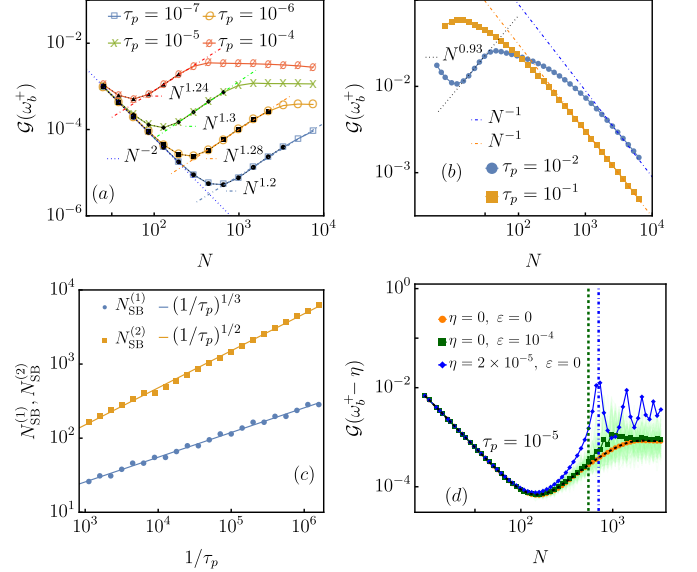 τ_p = 10^{-7} τ_p = 10^{-6}
τ_p = 10^{-5} τ_p = 10^{-4}
10^{-2}
10^{-4}
10^{-6}
G(ω_b^+)
N^{1.24}
N^{1.3}
N^{-2}
N^{1.28}
N^{1.2}
(a)
10^2 10^3 10^4
N
N^{0.93}
10^{-2}
10^{-3}
G(ω_b^+)
N^{-1}
N^{-1}
τ_p = 10^{-2}
τ_p = 10^{-1}
(b)
10^1 10^2 10^3 10^4
N
10^4
10^3
10^2
10^1
N_{SB}^{(1)}, N_{SB}^{(2)}
N_{SB}^{(1)} (1/τ_p)^{1/3}
N_{SB}^{(2)} (1/τ_p)^{1/2}
(c)
10^3 10^4 10^5 10^6
1/τ_p
10^0
10^{-2}
10^{-4}
G(ω_b^+ − η)
η = 0, ε = 0
η = 0, ε = 10^{-4}
η = 2 × 10^{-5}, ε = 0
τ_p = 10^{-5}
(d)
10^2 10^3
N